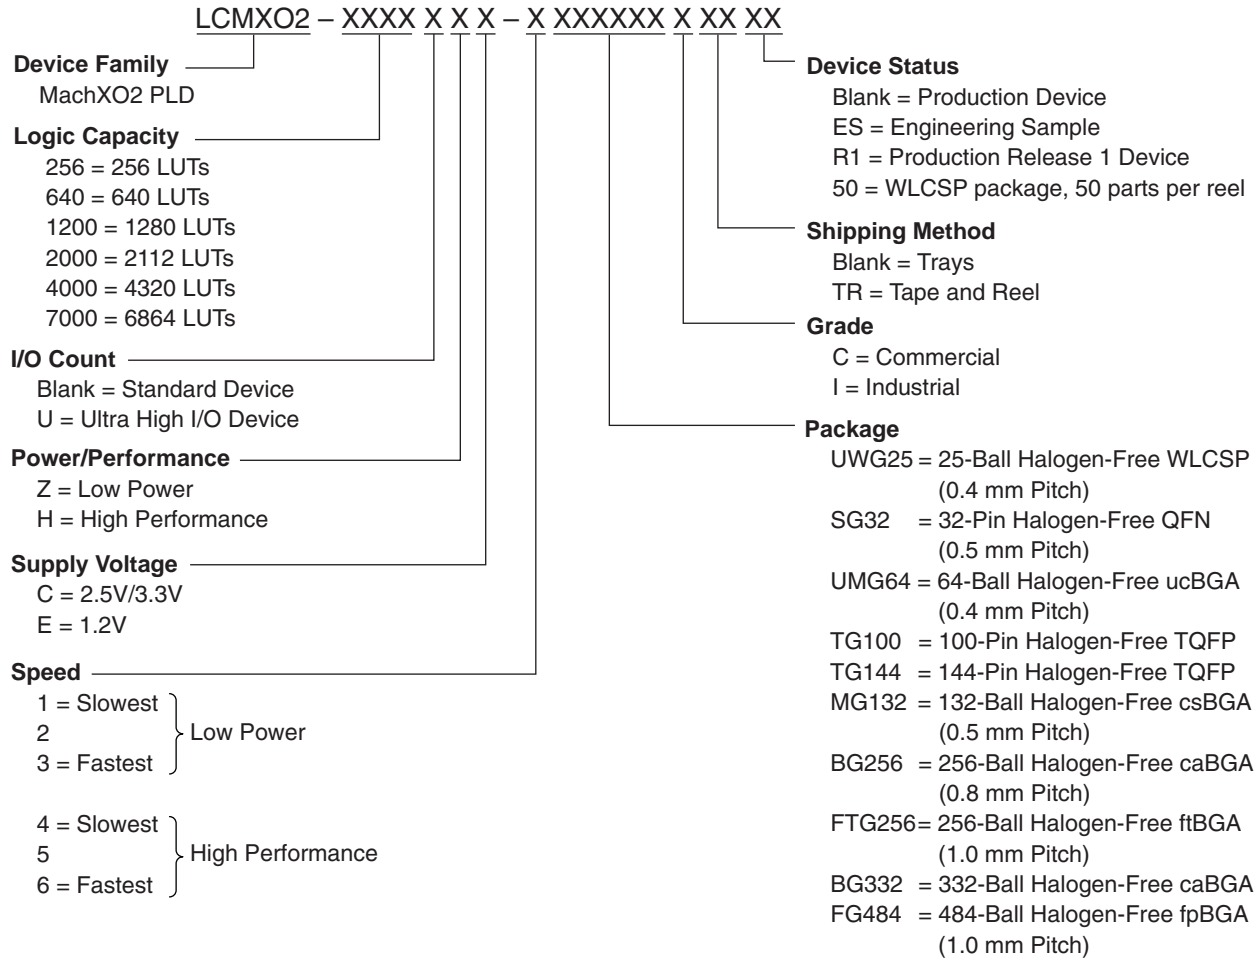 LCMXO2 – XXXX X X X – X XXXXXX X XX XX
Device Family
MachXO2 PLD
Logic Capacity
256 = 256 LUTs
640 = 640 LUTs
1200 = 1280 LUTs
2000 = 2112 LUTs
4000 = 4320 LUTs
7000 = 6864 LUTs
I/O Count
Blank = Standard Device
U = Ultra High I/O Device
Power/Performance
Z = Low Power
H = High Performance
Supply Voltage
C = 2.5V/3.3V
E = 1.2V
Speed
1 = Slowest
2
3 = Fastest
Low Power
4 = Slowest
5
6 = Fastest
High Performance
Device Status
Blank = Production Device
ES = Engineering Sample
R1 = Production Release 1 Device
50 = WLCSP package, 50 parts per reel
Shipping Method
Blank = Trays
TR = Tape and Reel
Grade
C = Commercial
I = Industrial
Package
UWG25 = 25-Ball Halogen-Free WLCSP
(0.4 mm Pitch)
SG32 = 32-Pin Halogen-Free QFN
(0.5 mm Pitch)
UMG64 = 64-Ball Halogen-Free ucBGA
(0.4 mm Pitch)
TG100 = 100-Pin Halogen-Free TQFP
TG144 = 144-Pin Halogen-Free TQFP
MG132 = 132-Ball Halogen-Free csBGA
(0.5 mm Pitch)
BG256 = 256-Ball Halogen-Free caBGA
(0.8 mm Pitch)
FTG256= 256-Ball Halogen-Free ftBGA
(1.0 mm Pitch)
BG332 = 332-Ball Halogen-Free caBGA
FG484 = 484-Ball Halogen-Free fpBGA
(1.0 mm Pitch)